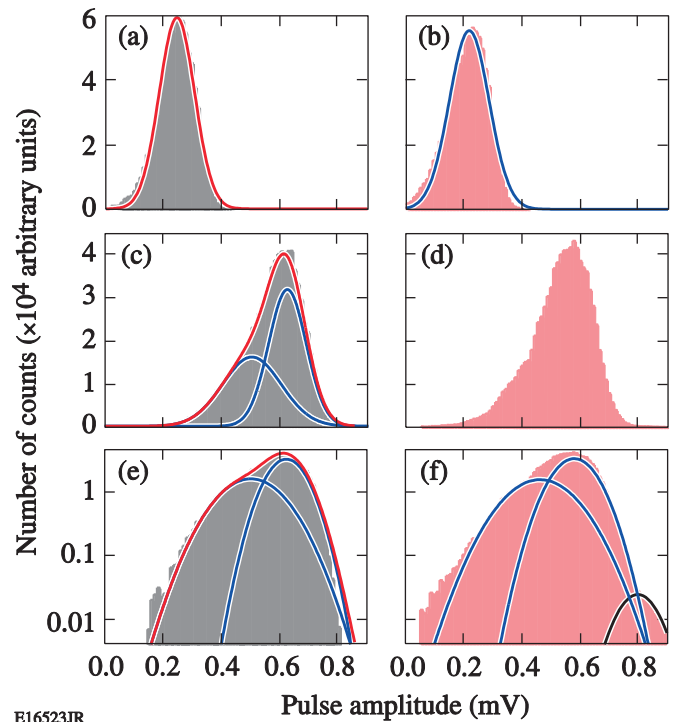 (a) (b)
6
4
2
0
(c) (d)
4
3
2
1
0
(e) (f)
1
0.1
0.01
0.0 0.2 0.4 0.6 0.8 0.0 0.2 0.4 0.6 0.8
Number of counts (×10⁴ arbitrary units)
Pulse amplitude (mV)
E16523JR